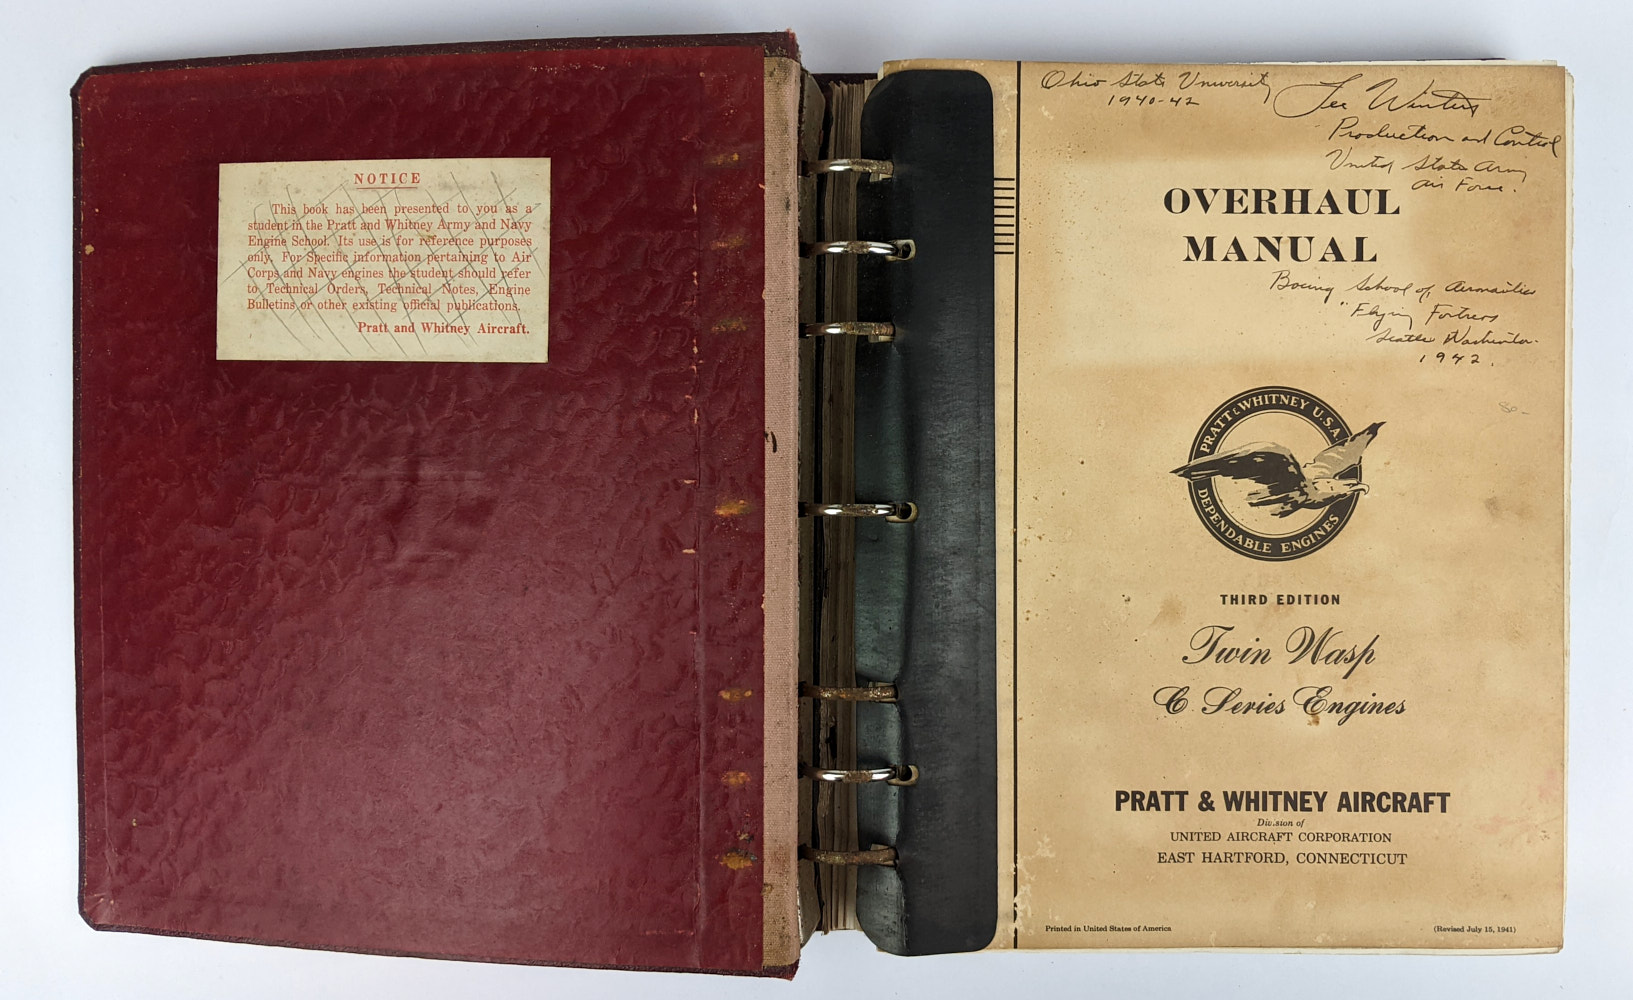 NOTICE
This book has been presented to you as a
student in the Pratt and Whitney Army and Navy
Engine School. Its use is for reference purposes
only. For Specific information pertaining to Air
Corps and Navy engines the student should refer
to Technical Orders, Technical Notes, Engine
Bulletins or other existing official publications.
Pratt and Whitney Aircraft.
Ohio State University
1940-42
Lee Winters
Production and Control
United State Army
Air Force.
OVERHAUL
MANUAL
Boeing School of Aeronautics
"Flying Fortress
Seattle Washington.
1942.
PRATT & WHITNEY U.S.A.
DEPENDABLE ENGINES
THIRD EDITION
Twin Wasp
C Series Engines
PRATT & WHITNEY AIRCRAFT
Division of
UNITED AIRCRAFT CORPORATION
EAST HARTFORD, CONNECTICUT
Printed in United States of America
(Revised July 15, 1941)